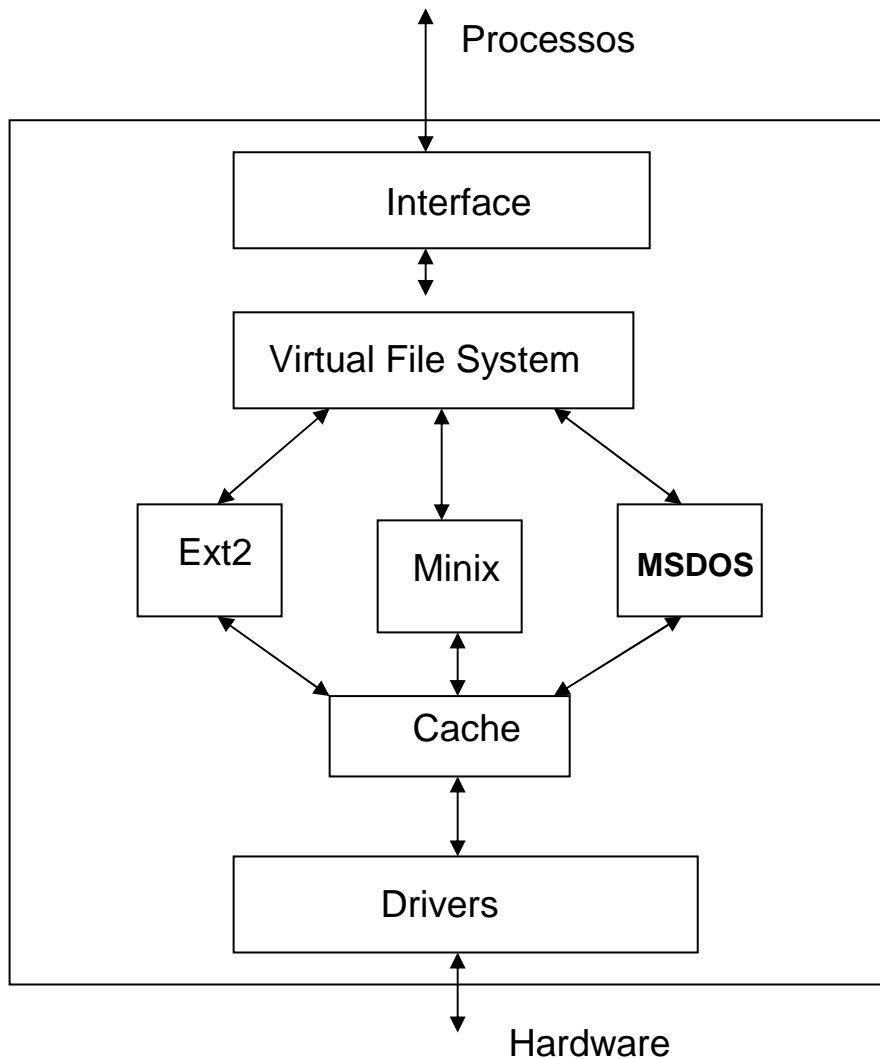 Processos
Interface
Virtual File System
Ext2
Minix
MSDOS
Cache
Drivers
Hardware